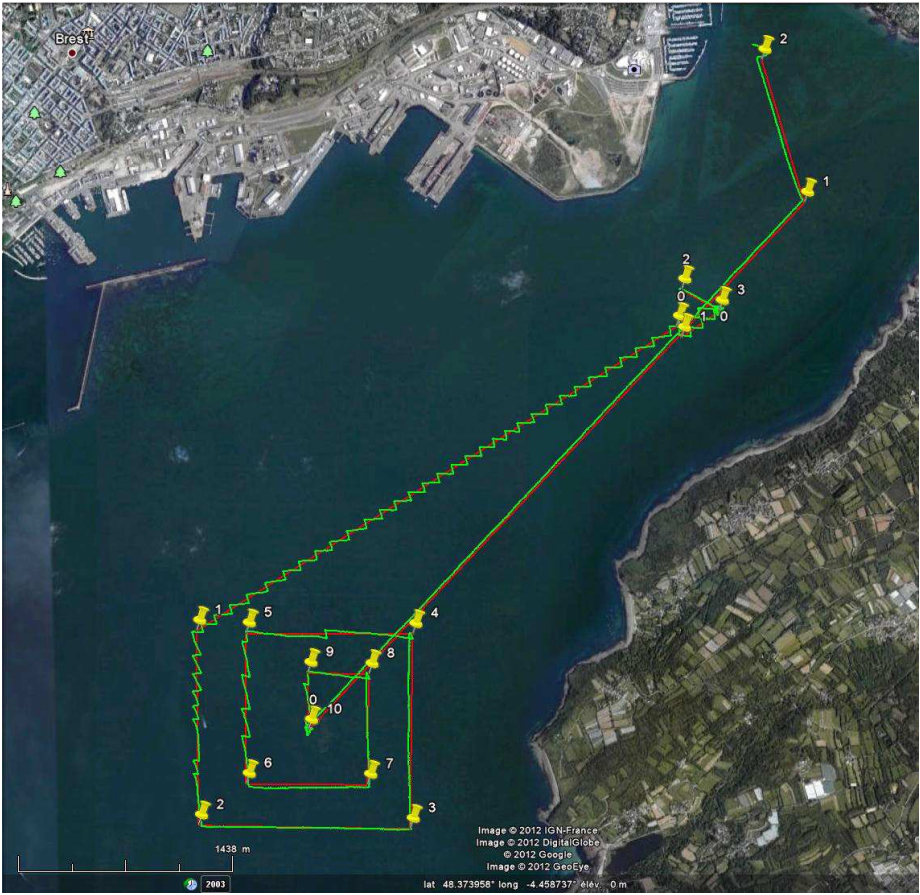 Brest
2
1
2
0
3
1 0
1
5
4
9
8
0
10
6
7
2
3
Image © 2012 IGN-France
Image © 2012 DigitalGlobe
© 2012 Google
Image © 2012 GeoEye
1438 m
2003
lat 48.373958° long -4.458737° élév. 0 m